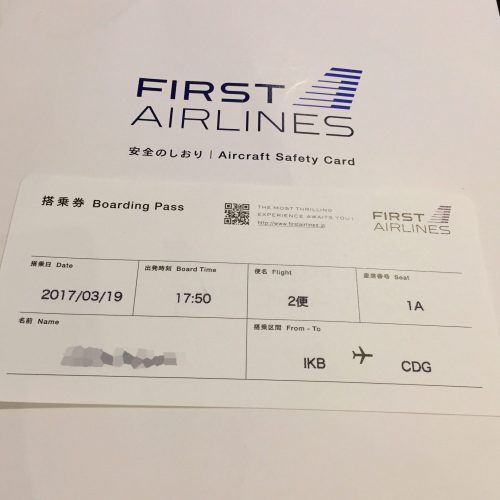 FIRST
AIRLINES
安全のしおり | Aircraft Safety Card
搭乗券 Boarding Pass
THE MOST THRILLING
EXPERIENCE AWAITS YOU!
http://www.firstairlines.jp
FIRST
AIRLINES
搭乗日 Date
出発時刻 Board Time
便名 Flight
座席番号 Seat
2017/03/19
17:50
2便
1A
名前 Name
搭乗区間 From - To
IKB
CDG